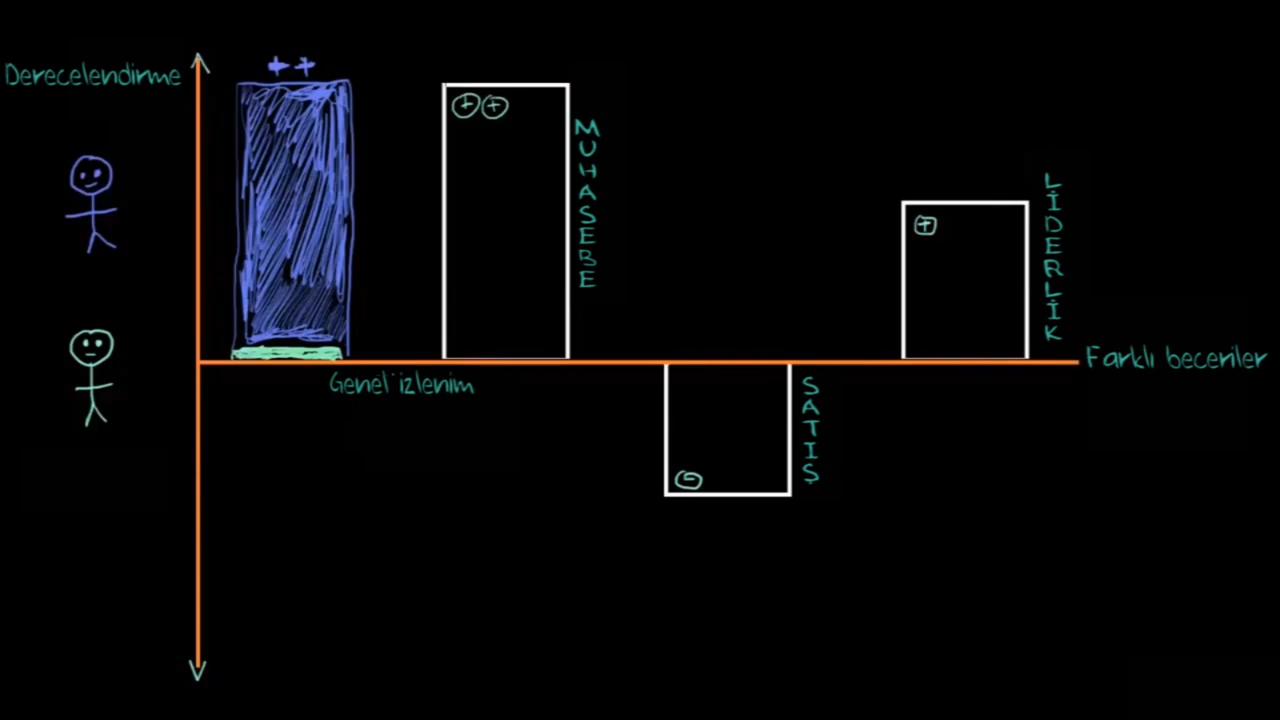 Derecelendirme
++
++
MUHASEBE
+
LİDERLİK
Farklı beceriler
Genel izlenim
SATIŞ
-